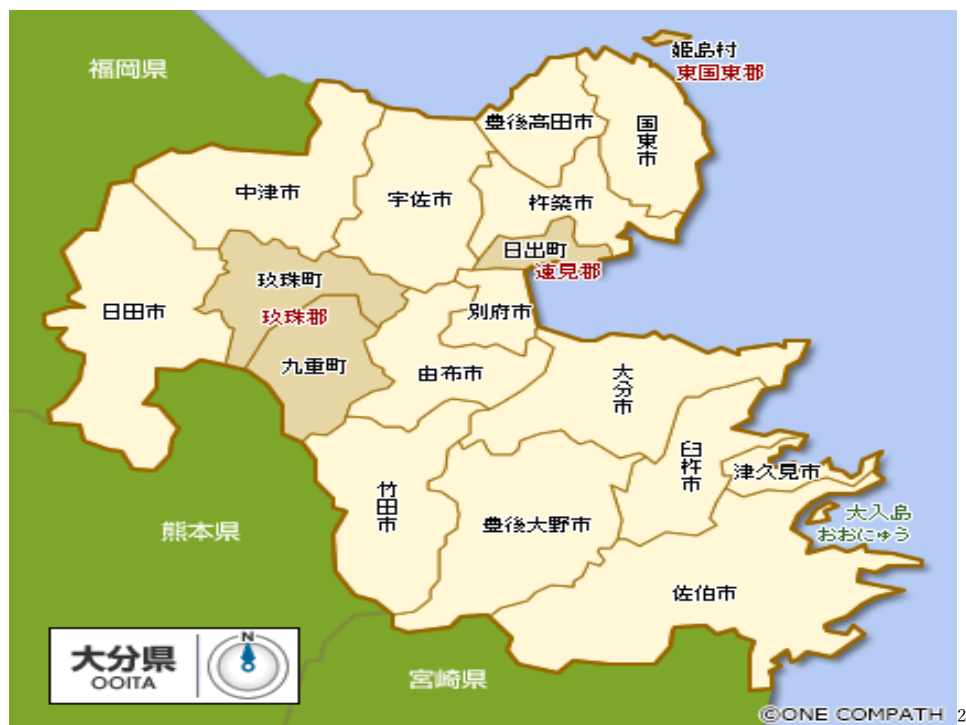 福岡県
姫島村
東国東郡
豊後高田市
国東市
中津市
宇佐市
杵築市
日出町
速見郡
玖珠町
日田市
玖珠郡
別府市
九重町
由布市
大分市
臼杵市
津久見市
竹田市
豊後大野市
大入島
おおにゅう
熊本県
佐伯市
宮崎県
大分県
OOITA
N
©ONE COMPATH
2